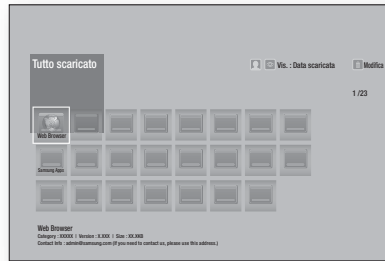 Tutto scaricato
Vis. : Data scaricata
Modifica
1 /23
Web Browser
Samsung Apps
Web Browser
Category : XXXXX I Version : X.XXX I Size : XX.XKB
Contact Info : admin@samsung.com (If you need to contact us, please use this address.)